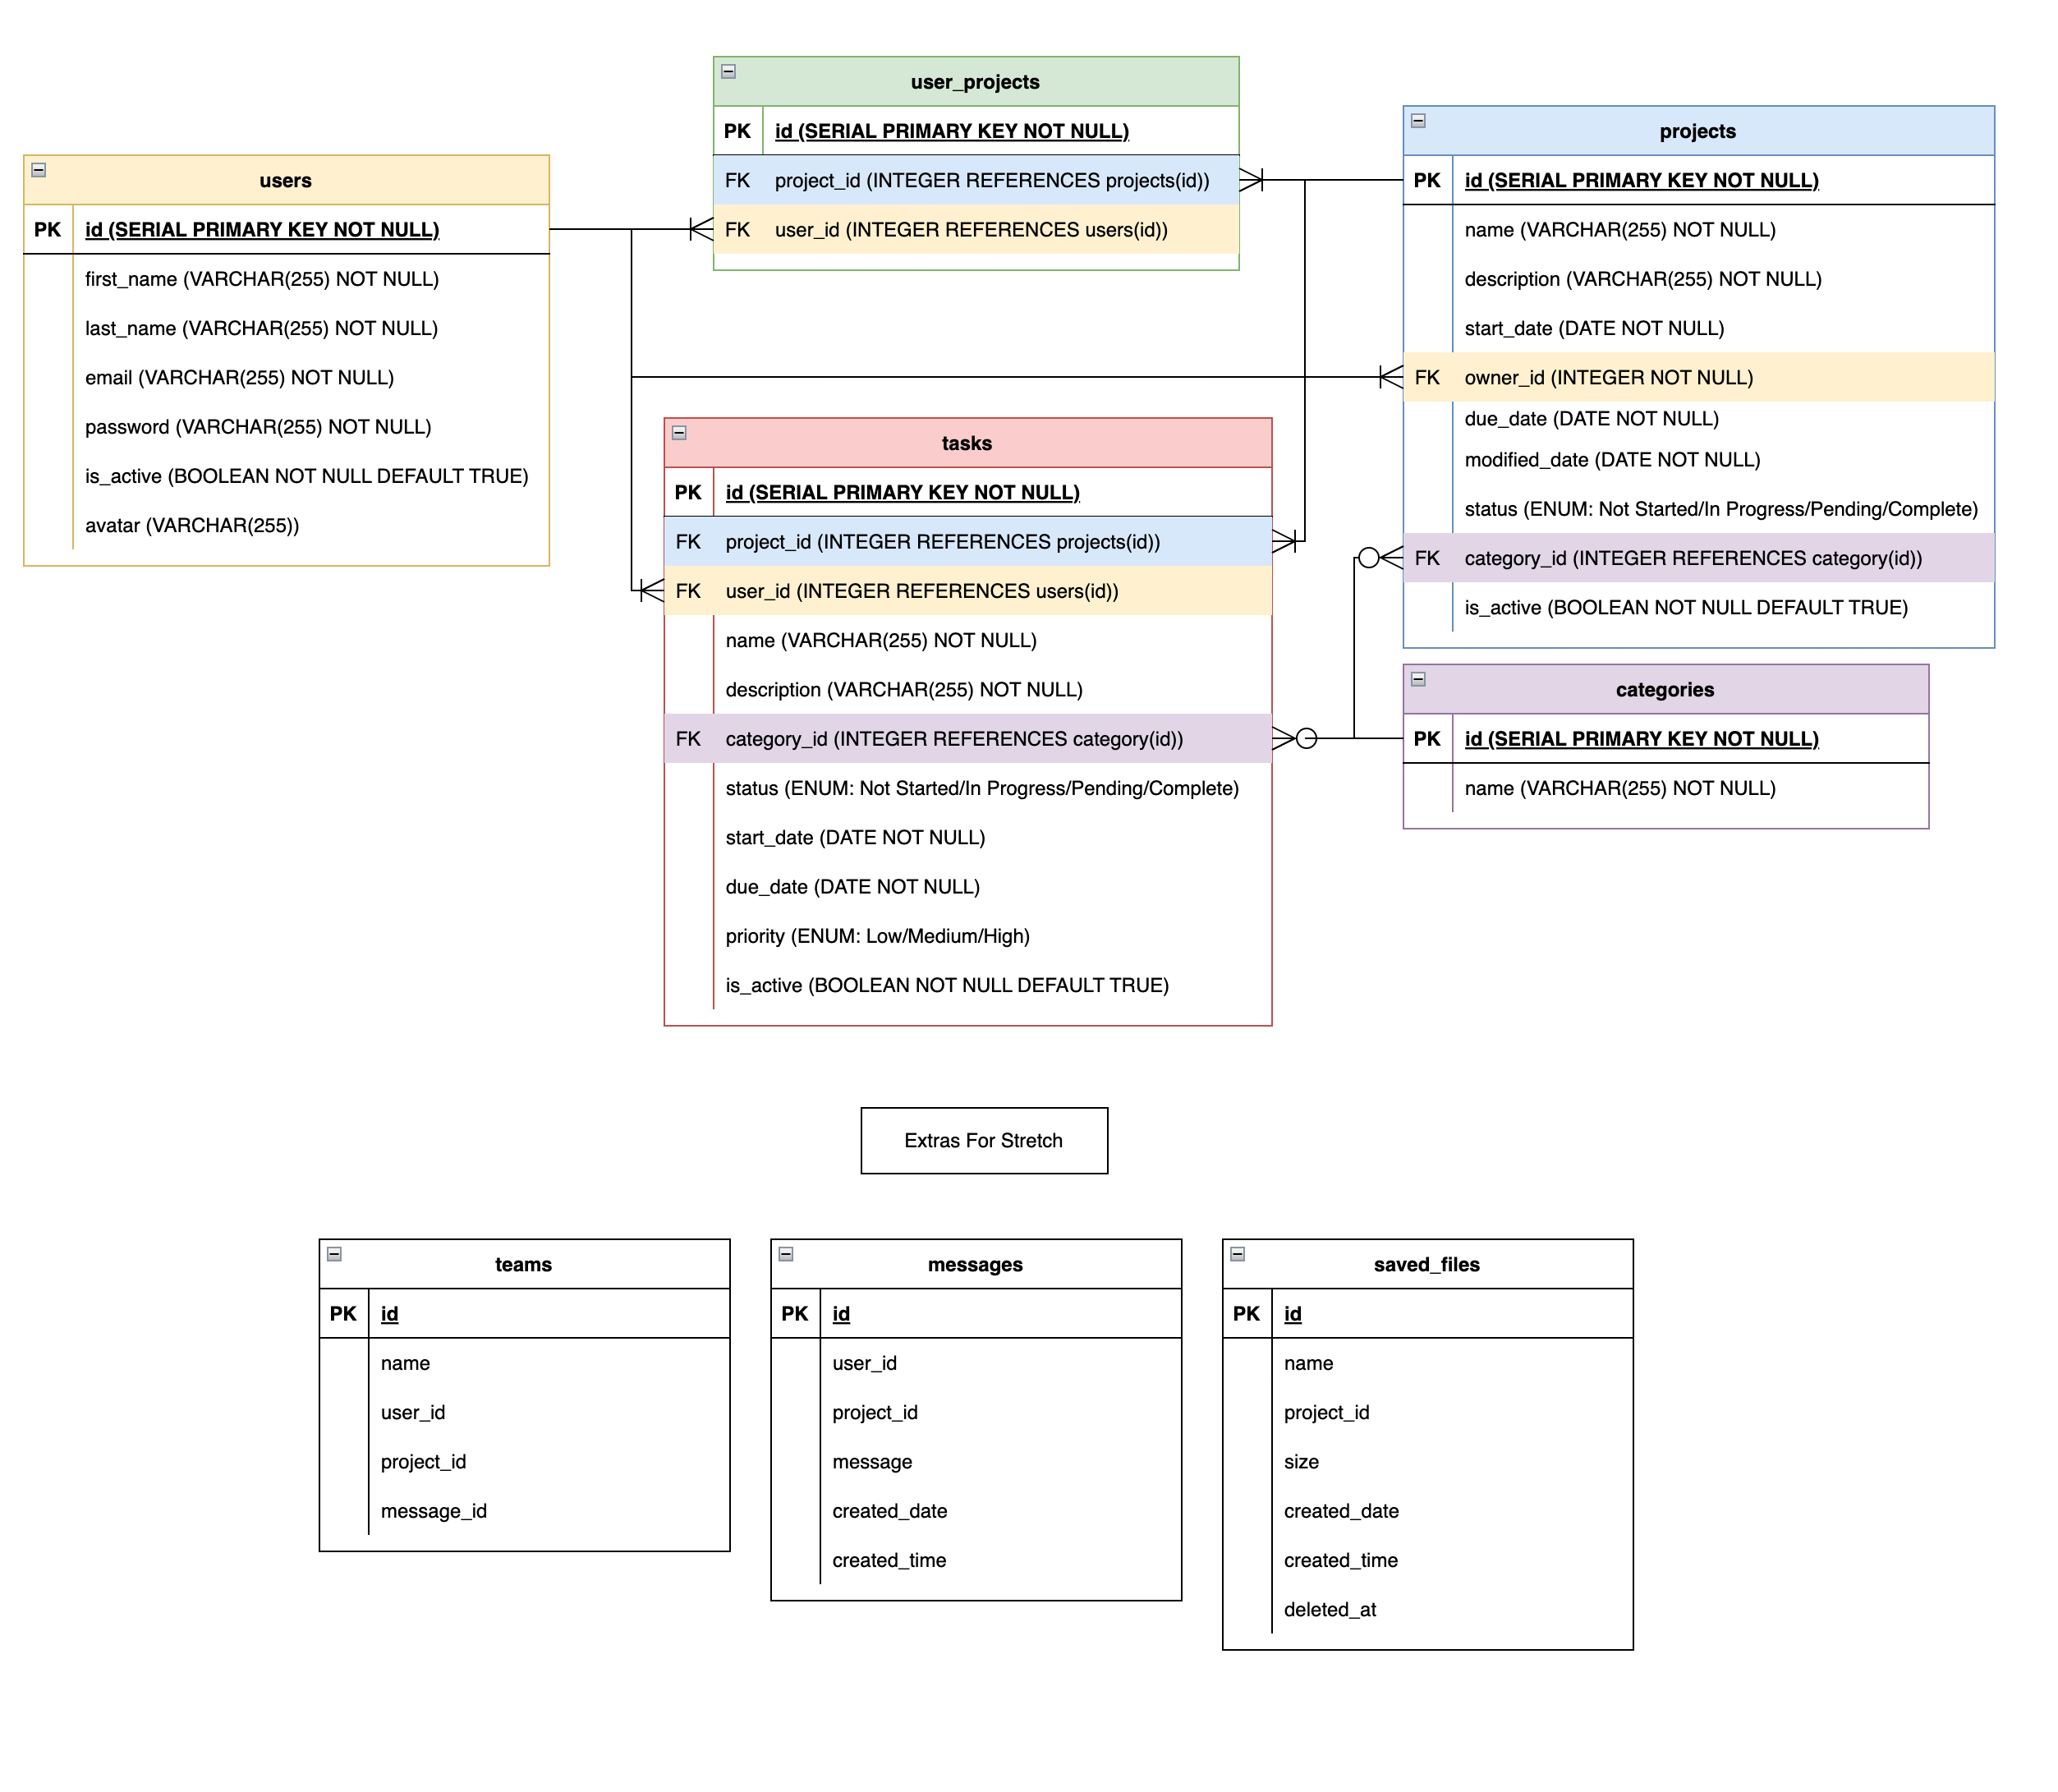 user_projects
PK id (SERIAL PRIMARY KEY NOT NULL)
FK project_id (INTEGER REFERENCES projects(id))
FK user_id (INTEGER REFERENCES users(id))
projects
PK id (SERIAL PRIMARY KEY NOT NULL)
name (VARCHAR(255) NOT NULL)
description (VARCHAR(255) NOT NULL)
start_date (DATE NOT NULL)
FK owner_id (INTEGER NOT NULL)
due_date (DATE NOT NULL)
modified_date (DATE NOT NULL)
status (ENUM: Not Started/In Progress/Pending/Complete)
FK category_id (INTEGER REFERENCES category(id))
is_active (BOOLEAN NOT NULL DEFAULT TRUE)
users
PK id (SERIAL PRIMARY KEY NOT NULL)
first_name (VARCHAR(255) NOT NULL)
last_name (VARCHAR(255) NOT NULL)
email (VARCHAR(255) NOT NULL)
password (VARCHAR(255) NOT NULL)
is_active (BOOLEAN NOT NULL DEFAULT TRUE)
avatar (VARCHAR(255))
tasks
PK id (SERIAL PRIMARY KEY NOT NULL)
FK project_id (INTEGER REFERENCES projects(id))
FK user_id (INTEGER REFERENCES users(id))
name (VARCHAR(255) NOT NULL)
description (VARCHAR(255) NOT NULL)
FK category_id (INTEGER REFERENCES category(id))
status (ENUM: Not Started/In Progress/Pending/Complete)
start_date (DATE NOT NULL)
due_date (DATE NOT NULL)
priority (ENUM: Low/Medium/High)
is_active (BOOLEAN NOT NULL DEFAULT TRUE)
categories
PK id (SERIAL PRIMARY KEY NOT NULL)
name (VARCHAR(255) NOT NULL)
Extras For Stretch
teams
PK id
name
user_id
project_id
message_id
messages
PK id
user_id
project_id
message
created_date
created_time
saved_files
PK id
name
project_id
size
created_date
created_time
deleted_at